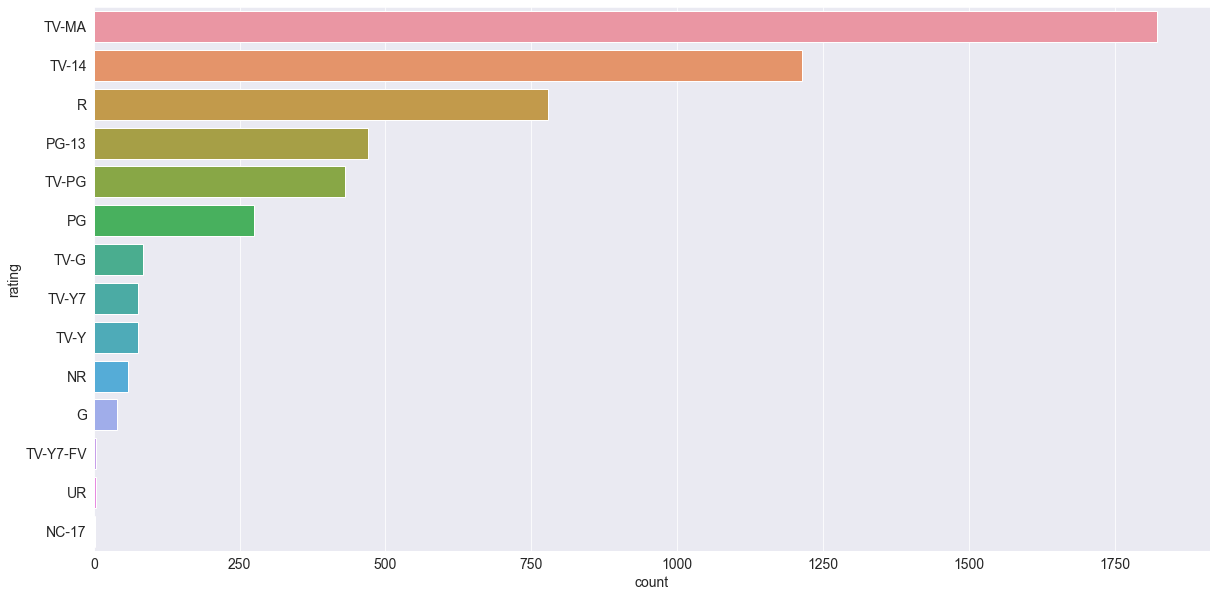 TV-MA
TV-14
R
PG-13
TV-PG
PG
TV-G
TV-Y7
TV-Y
NR
G
TV-Y7-FV
UR
NC-17
rating
0 250 500 750 1000 1250 1500 1750
count